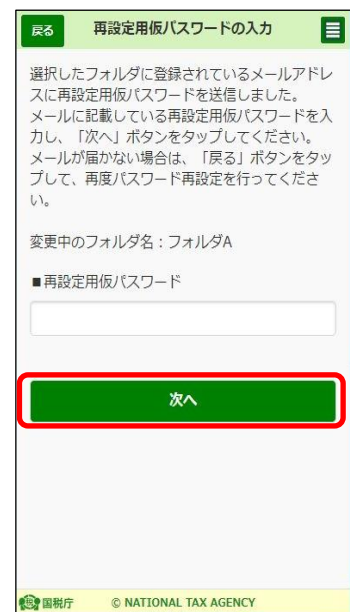 戻る
再設定用仮パスワードの入力
選択したフォルダに登録されているメールアドレ
スに再設定用仮パスワードを送信しました。
メールに記載している再設定用仮パスワードを入
力し、「次へ」ボタンをタップしてください。
メールが届かない場合は、「戻る」ボタンをタッ
プして、再度パスワード再設定を行ってくださ
い。
変更中のフォルダ名：フォルダA
■再設定用仮パスワード
次へ
国税庁 © NATIONAL TAX AGENCY